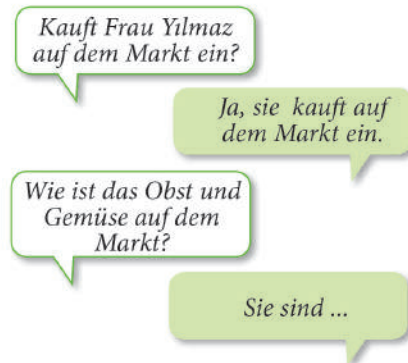 Kauft Frau Yılmaz
auf dem Markt ein?
Ja, sie kauft auf
dem Markt ein.
Wie ist das Obst und
Gemüse auf dem
Markt?
Sie sind ...